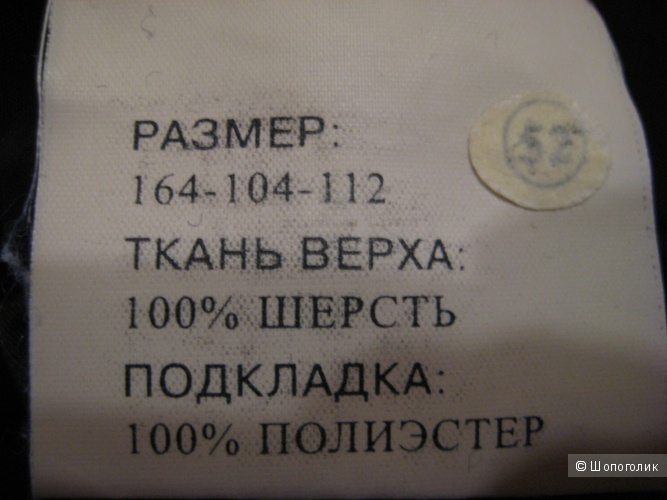 РАЗМЕР:
52
164-104-112
ТКАНЬ ВЕРХА:
100% ШЕРСТЬ
ПОДКЛАДКА:
100% ПОЛИЭСТЕР
© Шопоголик